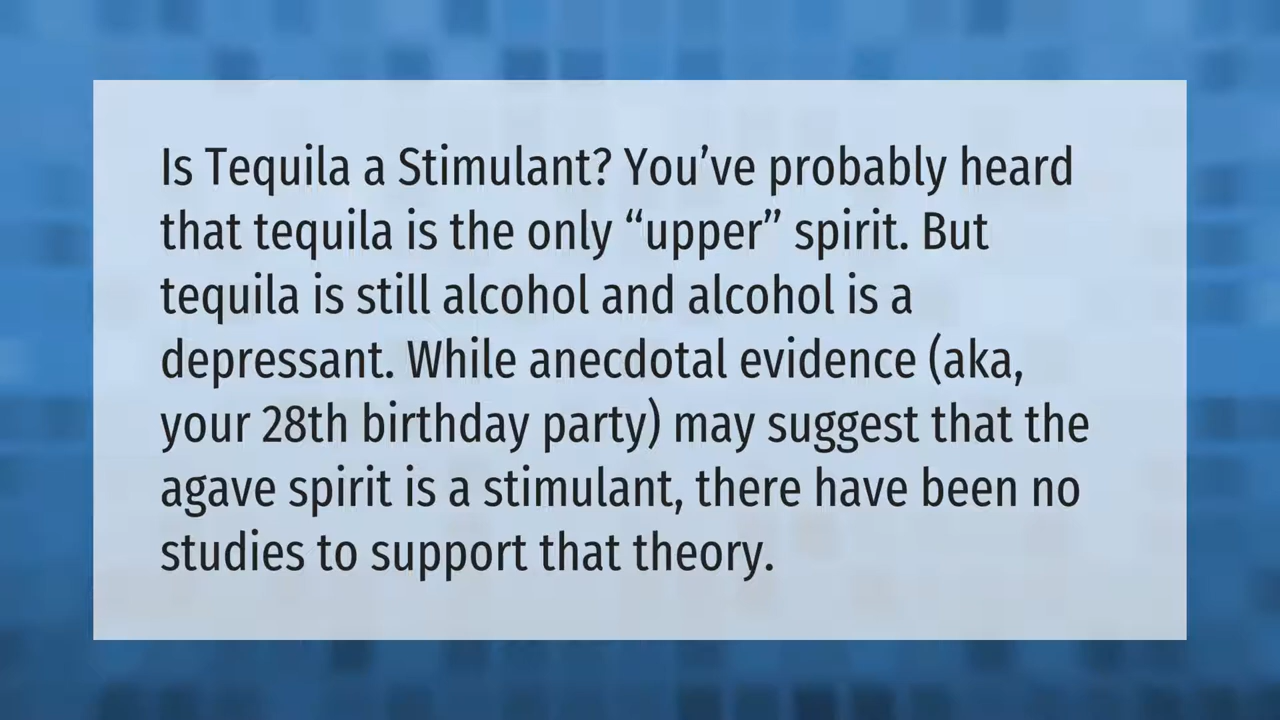 Is Tequila a Stimulant? You’ve probably heard
that tequila is the only “upper” spirit. But
tequila is still alcohol and alcohol is a
depressant. While anecdotal evidence (aka,
your 28th birthday party) may suggest that the
agave spirit is a stimulant, there have been no
studies to support that theory.